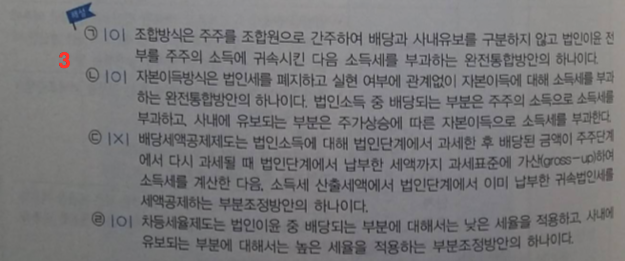 해설
㉠ |O| 조합방식은 주주를 조합원으로 간주하여 배당과 사내유보를 구분하지 않고 법인이윤 전
부를 주주의 소득에 귀속시킨 다음 소득세를 부과하는 완전통합방안의 하나이다.
3
㉡ |O| 자본이득방식은 법인세를 폐지하고 실현 여부에 관계없이 자본이득에 대해 소득세를 부과
하는 완전통합방안의 하나이다. 법인소득 중 배당되는 부분은 주주의 소득으로 소득세를
부과하고, 사내에 유보되는 부분은 주가상승에 따른 자본이득으로 소득세를 부과한다.
㉢ |X| 배당세액공제제도는 법인소득에 대해 법인단계에서 과세한 후 배당된 금액이 주주단계
에서 다시 과세될 때 법인단계에서 납부한 세액까지 과세표준에 가산(gross-up)하여
소득세를 계산한 다음, 소득세 산출세액에서 법인단계에서 이미 납부한 귀속법인세를
세액공제하는 부분조정방안의 하나이다.
㉣ |O| 차등세율제도는 법인이윤 중 배당되는 부분에 대해서는 낮은 세율을 적용하고, 사내에
유보되는 부분에 대해서는 높은 세율을 적용하는 부분조정방안의 하나이다.